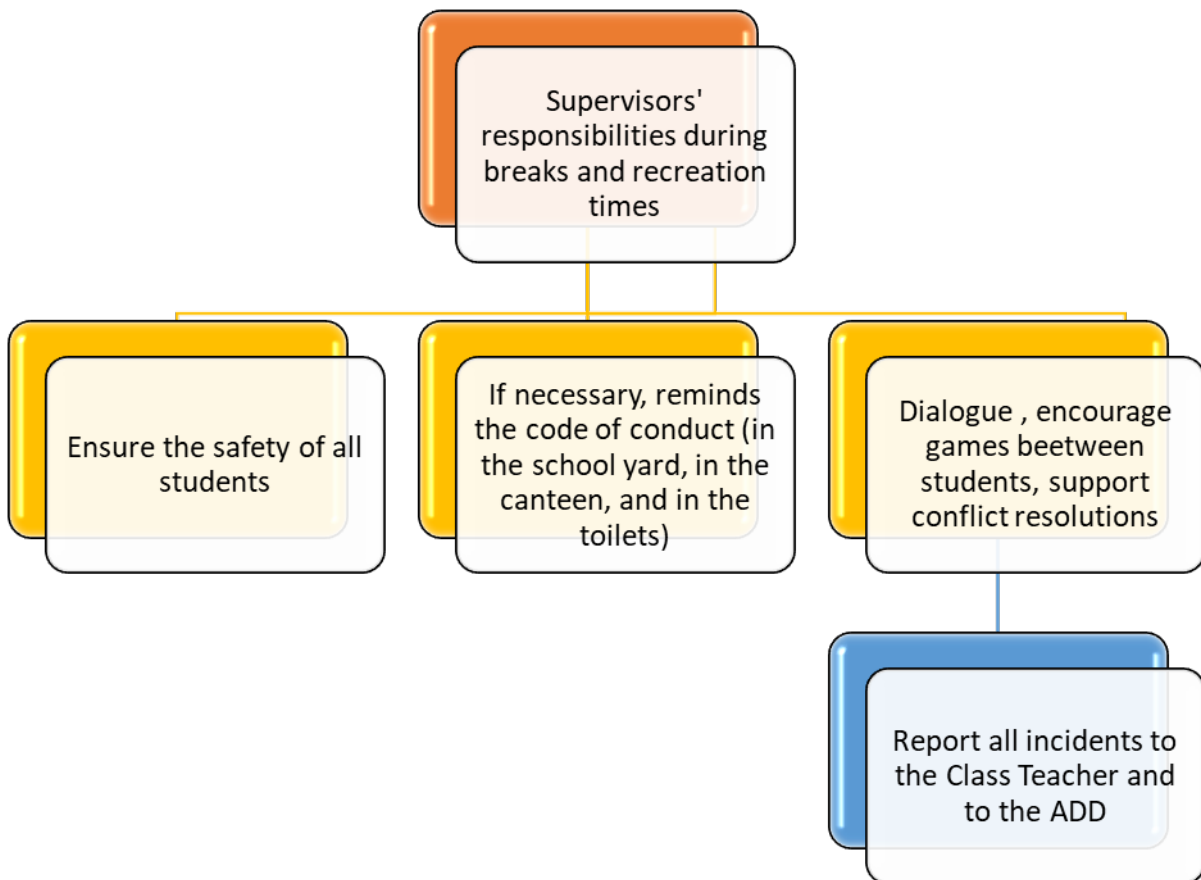 Supervisors'
responsibilities during
breaks and recreation
times
Ensure the safety of all
students
If necessary, reminds
the code of conduct (in
the school yard, in the
canteen, and in the
toilets)
Dialogue , encourage
games beetween
students, support
conflict resolutions
Report all incidents to
the Class Teacher and
to the ADD